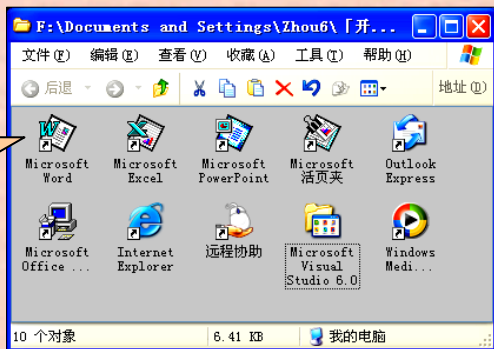 F:\Documents and Settings\Zhou6\「开...
文件(F) 编辑(E) 查看(V) 收藏(A) 工具(T) 帮助(H)
后退 地址(D)
Microsoft Word
Microsoft Excel
Microsoft PowerPoint
Microsoft 活页夹
Outlook Express
Microsoft Office ...
Internet Explorer
远程协助
Microsoft Visual Studio 6.0
Windows Medi...
10 个对象 6.41 KB 我的电脑